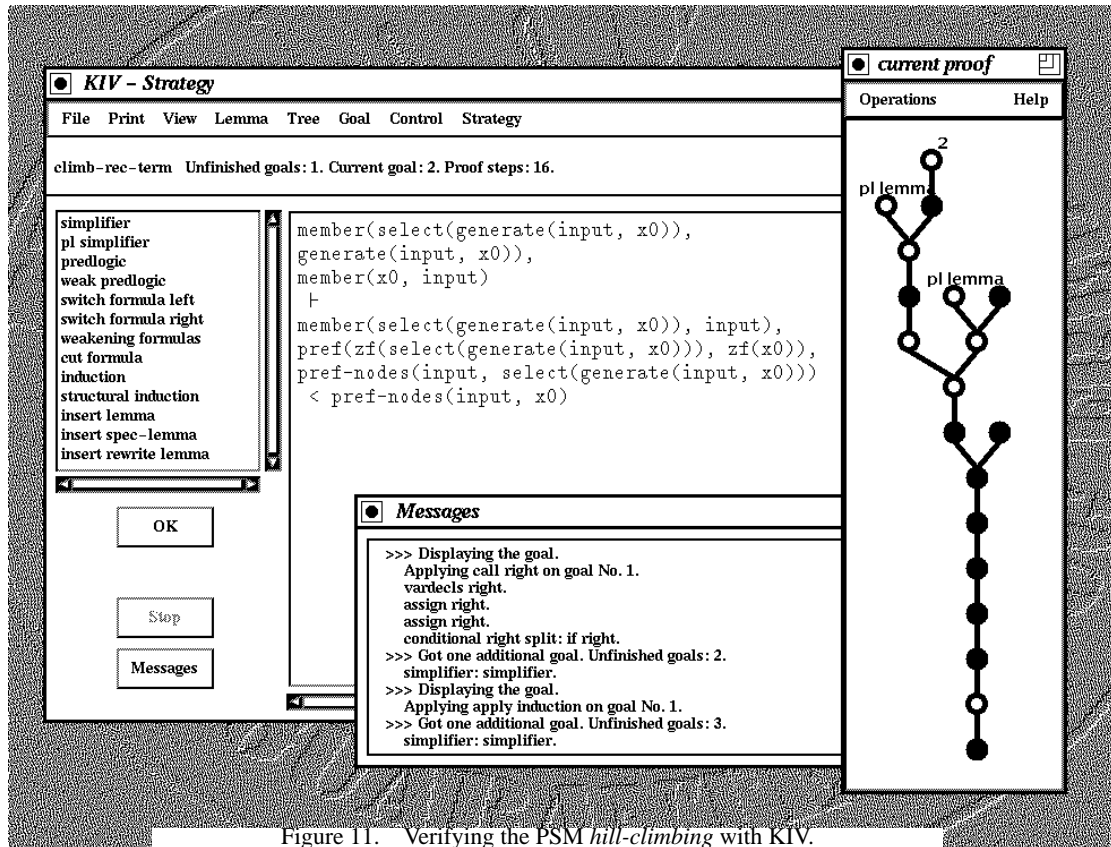 KIV – Strategy
File Print View Lemma Tree Goal Control Strategy
climb-rec-term Unfinished goals: 1. Current goal: 2. Proof steps: 16.
simplifier
pl simplifier
predlogic
weak predlogic
switch formula left
switch formula right
weakening formulas
cut formula
induction
structural induction
insert lemma
insert spec-lemma
insert rewrite lemma
OK
Stop
Messages
member(select(generate(input, x0)),
generate(input, x0)),
member(x0, input)
⊢
member(select(generate(input, x0)), input),
pref(zf(select(generate(input, x0))), zf(x0)),
pref-nodes(input, select(generate(input, x0)))
< pref-nodes(input, x0)
Messages
>>> Displaying the goal.
Applying call right on goal No. 1.
vardecls right.
assign right.
assign right.
conditional right split: if right.
>>> Got one additional goal. Unfinished goals: 2.
simplifier: simplifier.
>>> Displaying the goal.
Applying apply induction on goal No. 1.
>>> Got one additional goal. Unfinished goals: 3.
simplifier: simplifier.
current proof
Operations Help
2
pl lemma
pl lemma
Figure 11. Verifying the PSM hill-climbing with KIV.